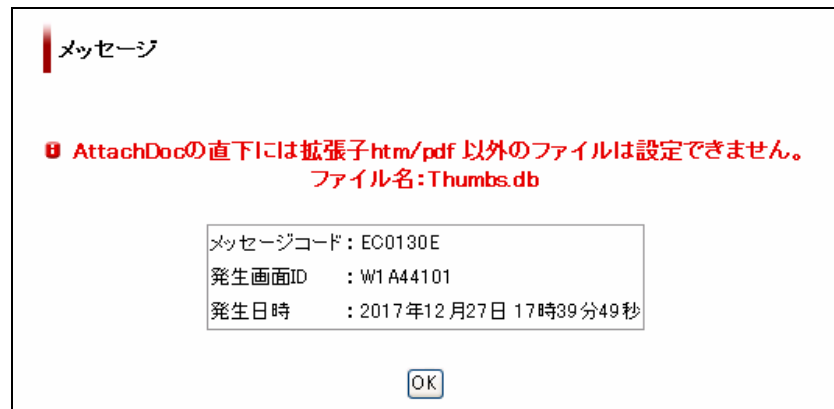 メッセージ
AttachDocの直下には拡張子htm/pdf 以外のファイルは設定できません。
ファイル名:Thumbs.db
メッセージコード:EC0130E
発生画面ID :W1A44101
発生日時 :2017年12月27日 17時39分49秒
OK